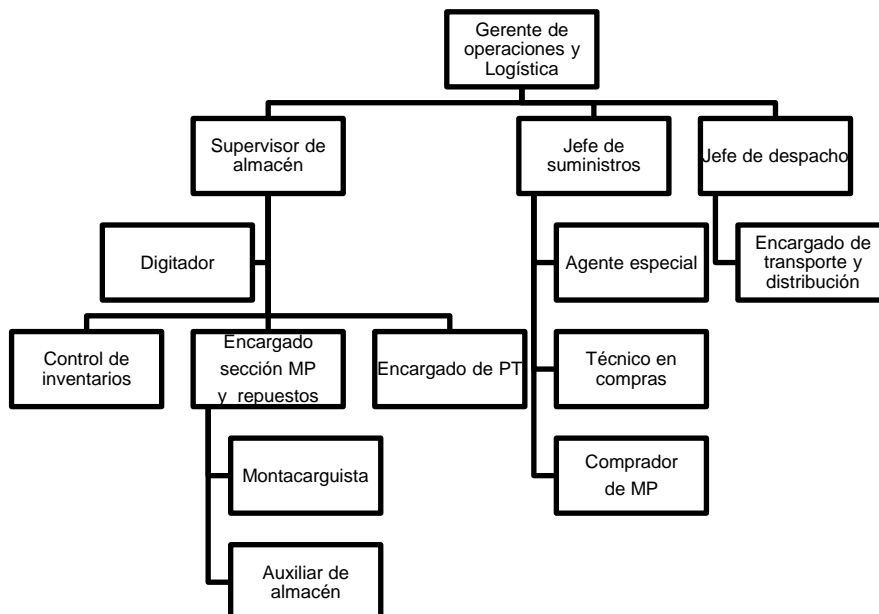 Gerente de
operaciones y
Logística
Supervisor de
almacén
Jefe de
suministros
Jefe de despacho
Digitador
Agente especial
Encargado de
transporte y
distribución
Control de
inventarios
Encargado
sección MP
y repuestos
Encargado de PT
Técnico en
compras
Montacarguista
Comprador
de MP
Auxiliar de
almacén